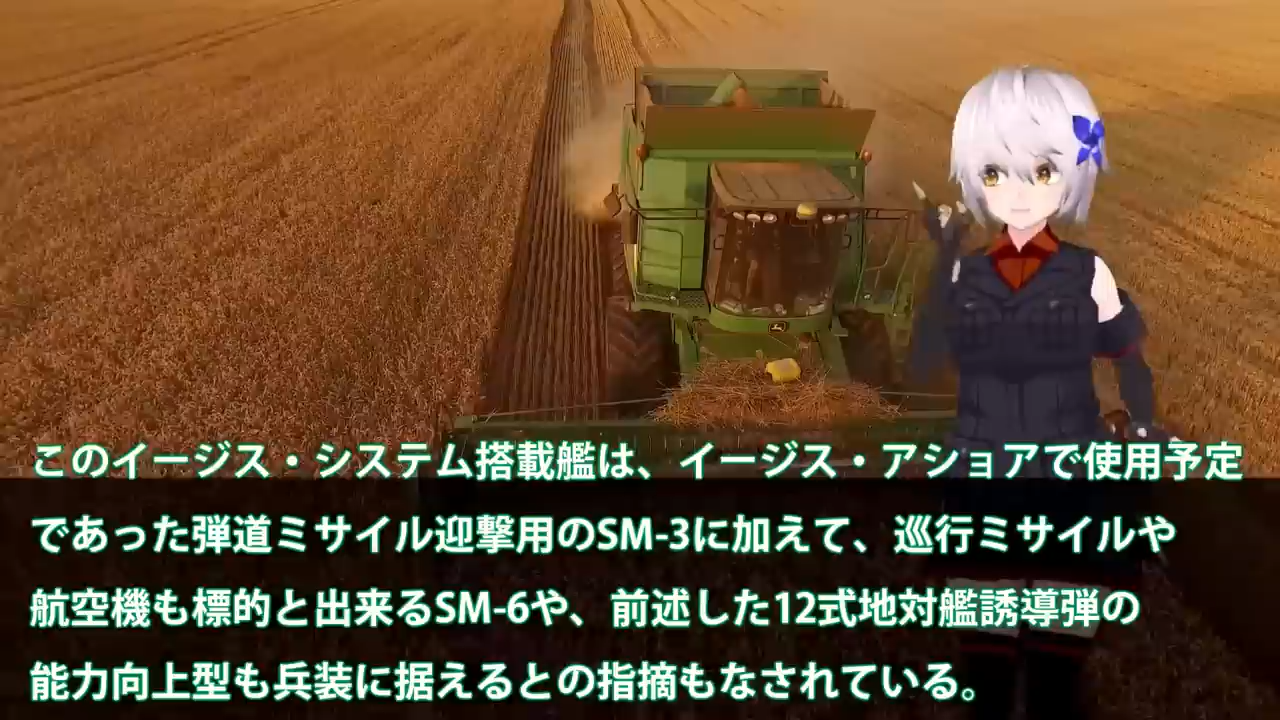 このイージス・システム搭載艦は、イージス・アショアで使用予定
であった弾道ミサイル迎撃用のSM-3に加えて、巡行ミサイルや
航空機も標的と出来るSM-6や、前述した12式地対艦誘導弾の
能力向上型も兵装に据えるとの指摘もなされている。